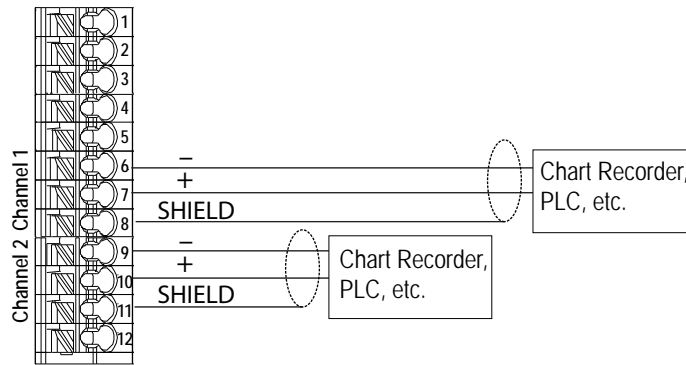 1
2
3
4
5
6
7
8
9
10
11
12
Channel 1
Channel 2
−
+
SHIELD
Chart Recorder,
PLC, etc.
−
+
SHIELD
Chart Recorder,
PLC, etc.